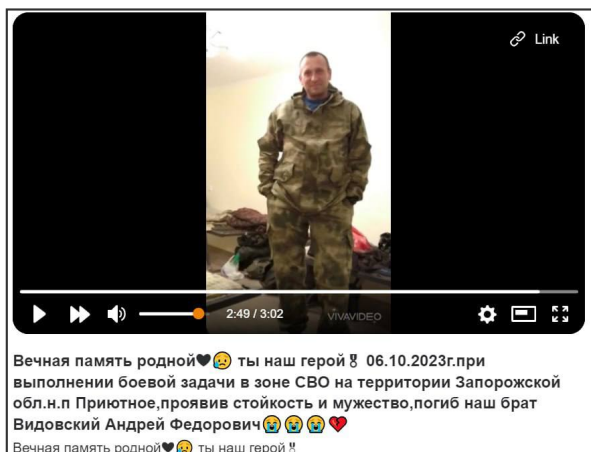 Link
2:49 / 3:02
VIVAVIDEO
Вечная память родной🖤😥 ты наш герой🎖 06.10.2023г.при
выполнении боевой задачи в зоне СВО на территории Запорожской
обл.н.п Приютное,проявив стойкость и мужество,погиб наш брат
Видовский Андрей Федорович😭😭😭💔
Вечная память родной🖤😥 ты наш герой🎖